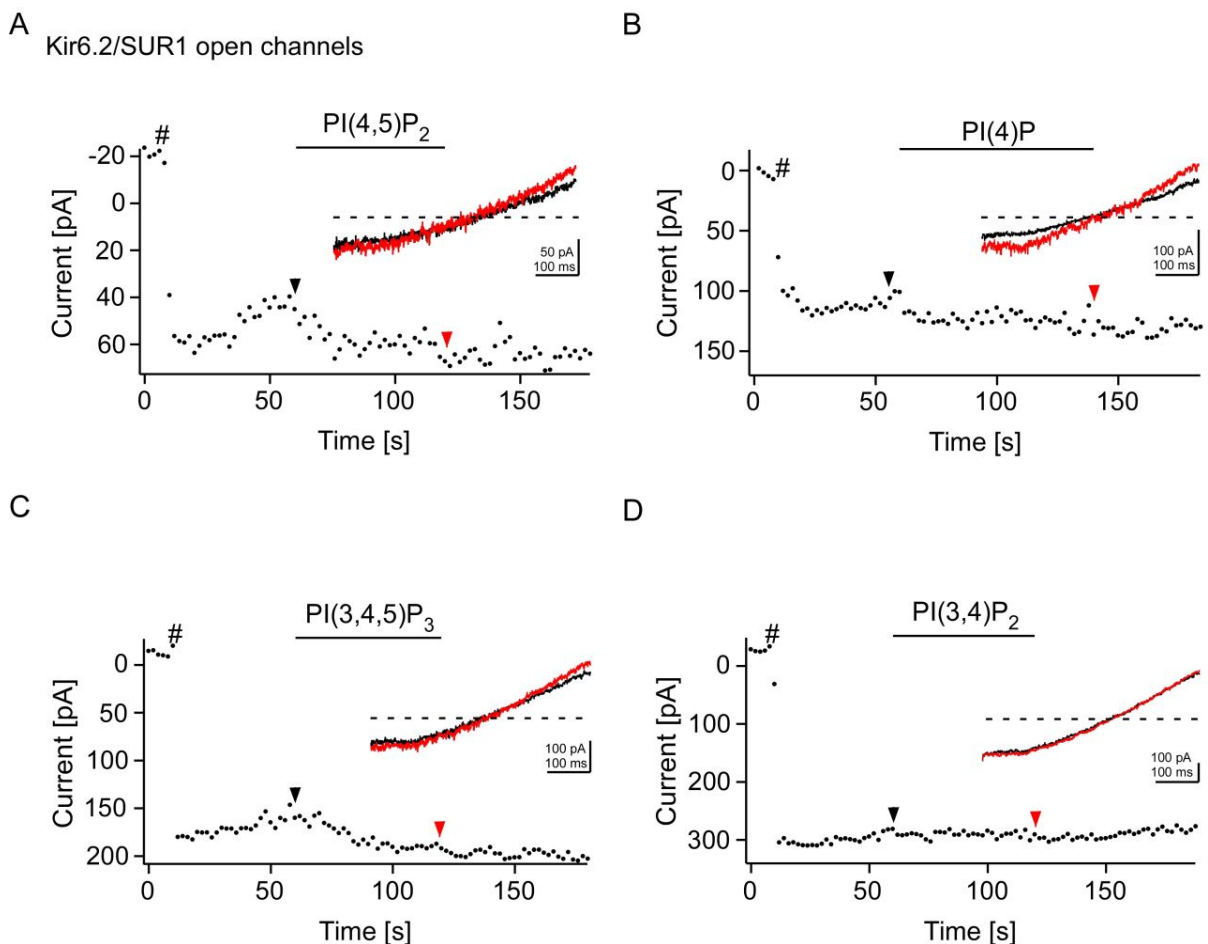 A
Kir6.2/SUR1 open channels
PI(4,5)P2
#
-20
0
20
40
60
Current [pA]
50 pA
100 ms
0
50
100
150
Time [s]
B
PI(4)P
#
0
50
100
150
Current [pA]
100 pA
100 ms
0
50
100
150
Time [s]
C
PI(3,4,5)P3
#
0
50
100
150
200
Current [pA]
100 pA
100 ms
0
50
100
150
Time [s]
D
PI(3,4)P2
#
0
100
200
300
Current [pA]
100 pA
100 ms
0
50
100
150
Time [s]